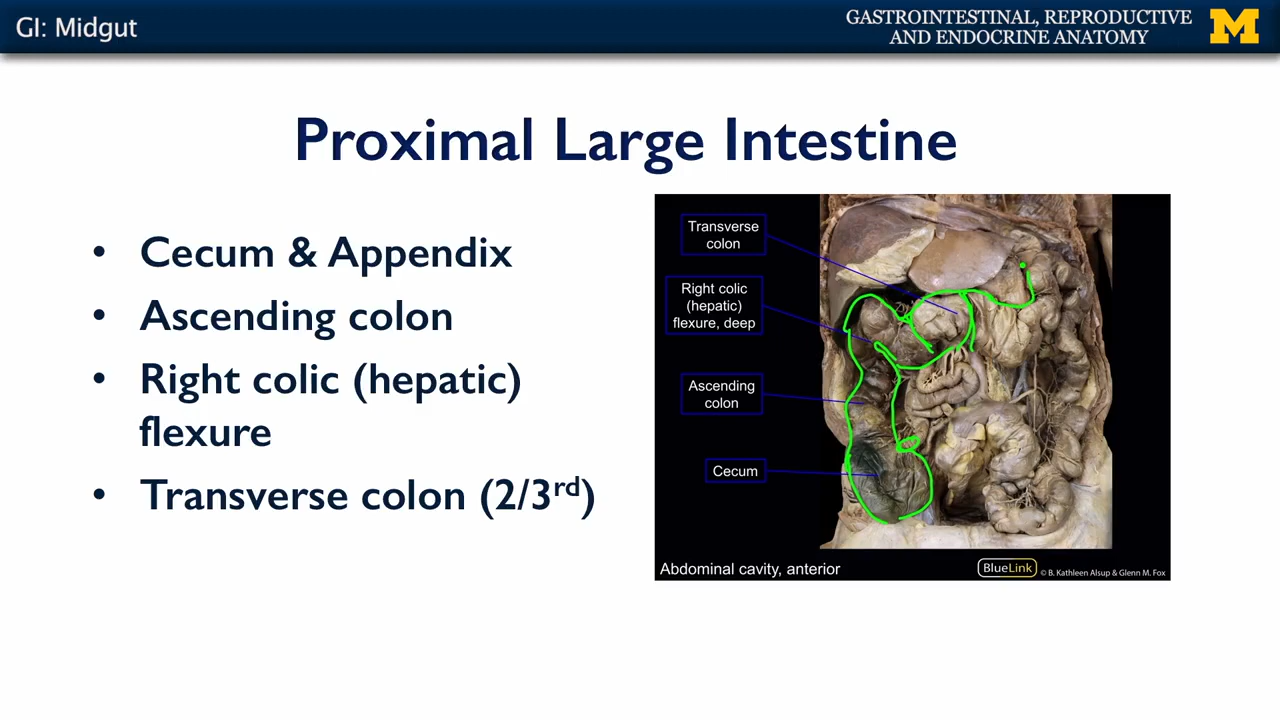 GI: Midgut
GASTROINTESTINAL, REPRODUCTIVE
AND ENDOCRINE ANATOMY
M
Proximal Large Intestine
• Cecum & Appendix
• Ascending colon
• Right colic (hepatic)
flexure
• Transverse colon (2/3rd)
Transverse
colon
Right colic
(hepatic)
flexure, deep
Ascending
colon
Cecum
Abdominal cavity, anterior
BlueLink
© B. Kathleen Alsup & Glenn M. Fox